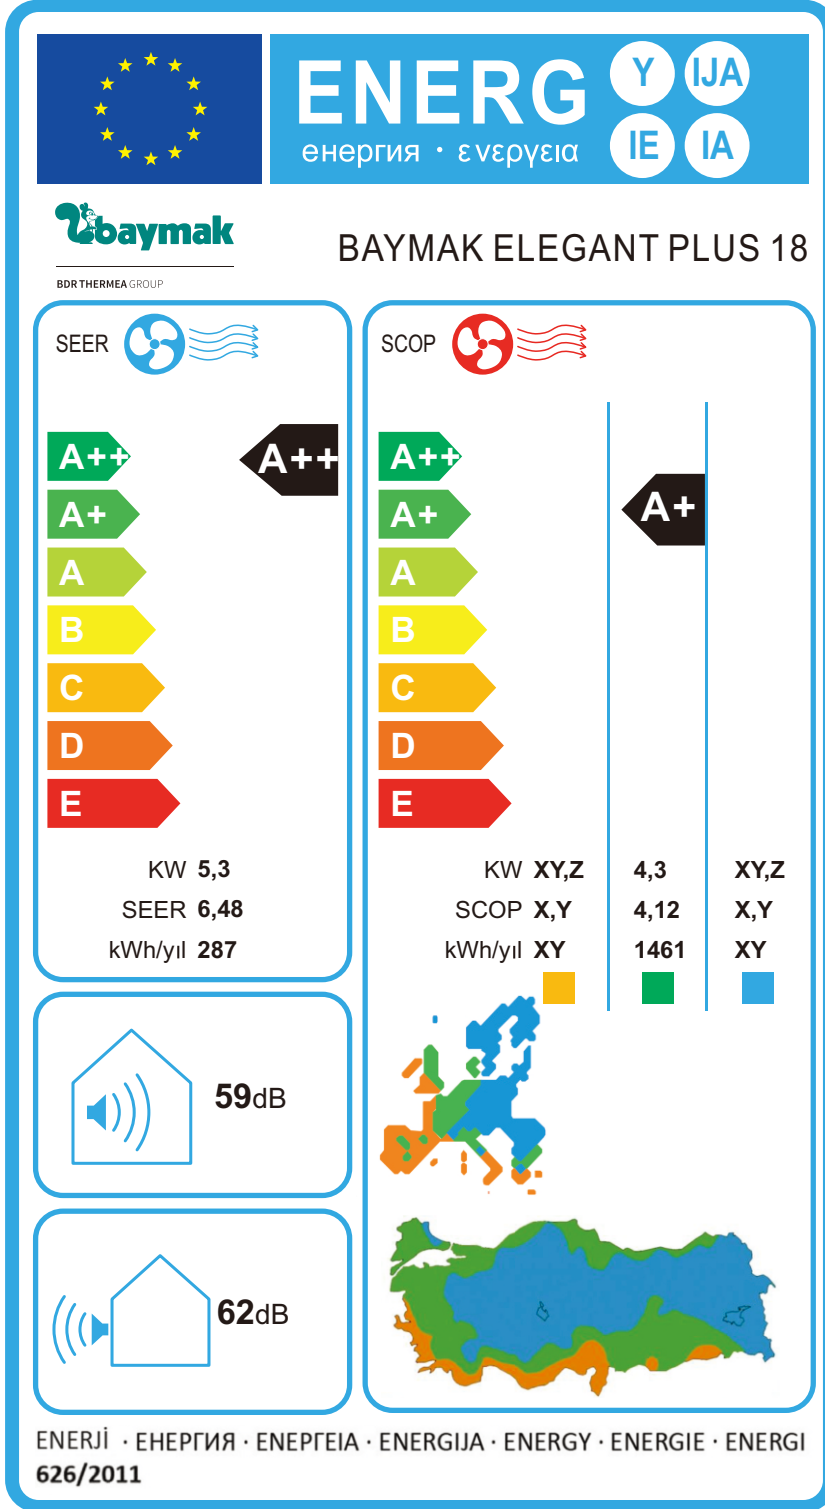 ENERG
енергия · ενεργεια
Y
IJA
IE
IA
baymak
BDR THERMEA GROUP
BAYMAK ELEGANT PLUS 18
SEER
A++
A++
A+
A
B
C
D
E
KW 5,3
SEER 6,48
kWh/yıl 287
SCOP
A++
A+
A+
A
B
C
D
E
KW XY,Z 4,3 XY,Z
SCOP X,Y 4,12 X,Y
kWh/yıl XY 1461 XY
59dB
62dB
ENERJİ · ЕНЕРГИЯ · ΕΝΕΡΓΕΙΑ · ENERGIJA · ENERGY · ENERGIE · ENERGI
626/2011